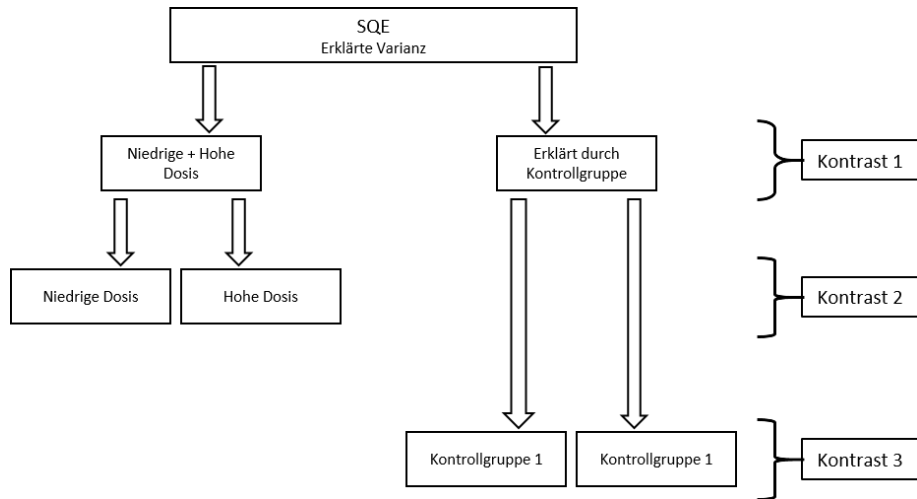 SQE
Erklärte Varianz
Niedrige + Hohe
Dosis
Erklärt durch
Kontrollgruppe
Kontrast 1
Niedrige Dosis
Hohe Dosis
Kontrast 2
Kontrollgruppe 1
Kontrollgruppe 1
Kontrast 3